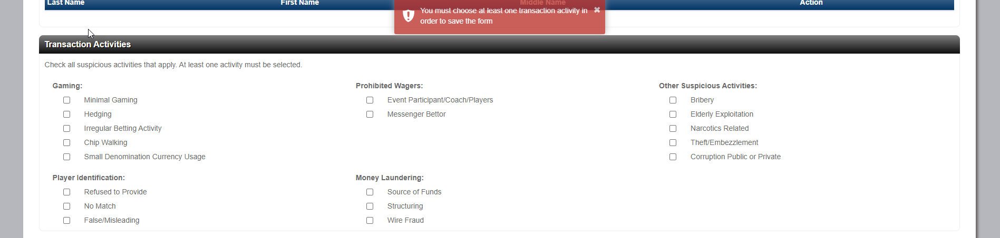 Last Name First Name Middle Name Action
You must choose at least one transaction activity in
order to save the form
Transaction Activities
Check all suspicious activities that apply. At least one activity must be selected.
Gaming:
Minimal Gaming
Hedging
Irregular Betting Activity
Chip Walking
Small Denomination Currency Usage
Prohibited Wagers:
Event Participant/Coach/Players
Messenger Bettor
Other Suspicious Activities:
Bribery
Elderly Exploitation
Narcotics Related
Theft/Embezzlement
Corruption Public or Private
Player Identification:
Refused to Provide
No Match
False/Misleading
Money Laundering:
Source of Funds
Structuring
Wire Fraud